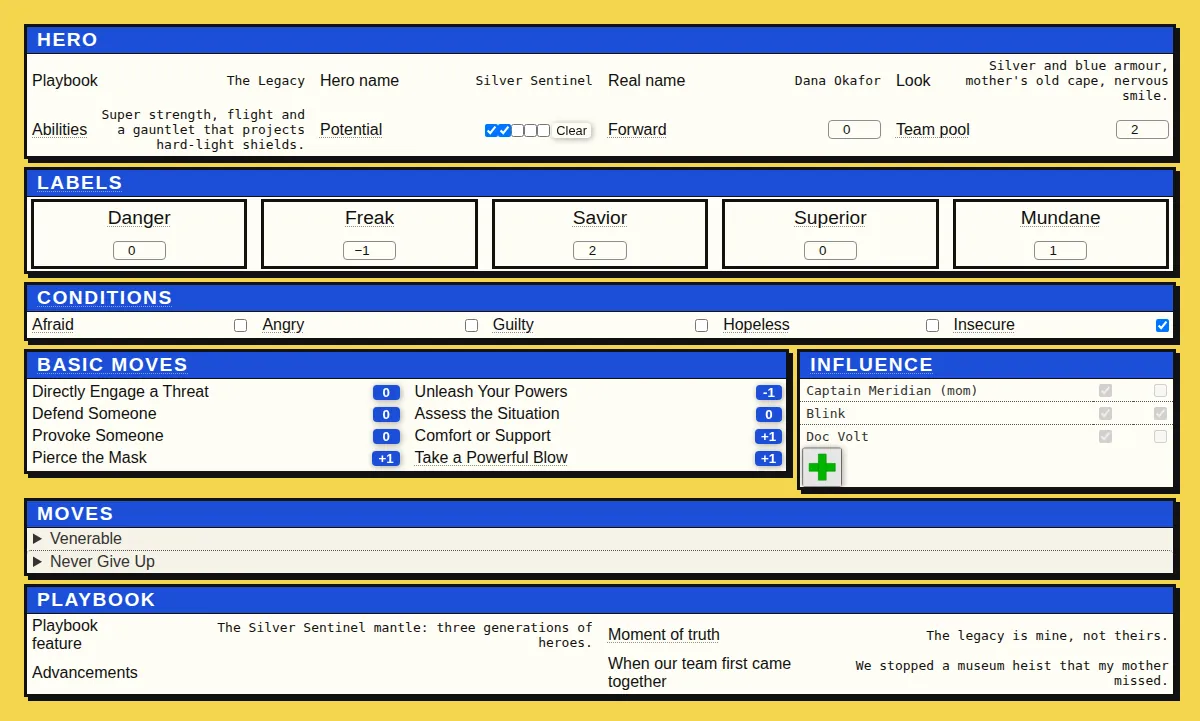 HERO
Playbook The Legacy Hero name Silver Sentinel Real name Dana Okafor Look Silver and blue armour,
mother's old cape, nervous
smile.
Abilities Super strength, flight and
a gauntlet that projects
hard-light shields.
Potential Clear Forward 0 Team pool 2
LABELS
Danger Freak Savior Superior Mundane
0 −1 2 0 1
CONDITIONS
Afraid Angry Guilty Hopeless Insecure
BASIC MOVES
Directly Engage a Threat 0 Unleash Your Powers -1
Defend Someone 0 Assess the Situation 0
Provoke Someone 0 Comfort or Support +1
Pierce the Mask +1 Take a Powerful Blow +1
INFLUENCE
Captain Meridian (mom)
Blink
Doc Volt
MOVES
Venerable
Never Give Up
PLAYBOOK
Playbook
feature
The Silver Sentinel mantle: three generations of
heroes.
Moment of truth The legacy is mine, not theirs.
Advancements
When our team first came
together
We stopped a museum heist that my mother
missed.